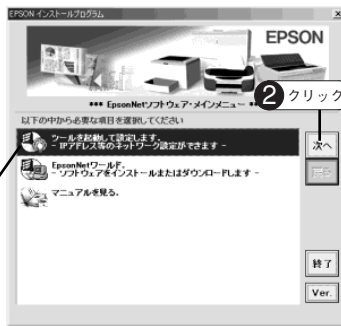 EPSON インストールプログラム
EPSON
*** EpsonNetソフトウェア・メインメニュー **
2 クリック
以下の中から必要な項目を選択してください
ツールを起動して設定します。
- IPアドレス等のネットワーク設定ができます -
次へ
EpsonNetワールド。
- ソフトウェアをインストールまたはダウンロードします -
マニュアルを見る。
終了
Ver.